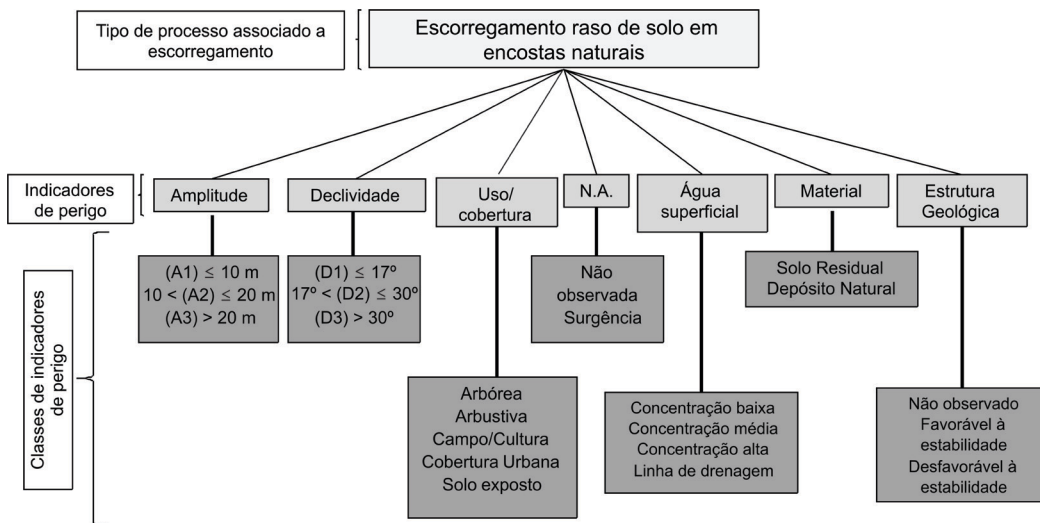 Tipo de processo associado a
escorregamento
Escorregamento raso de solo em
encostas naturais
Indicadores
de perigo
Amplitude
Declividade
Uso/
cobertura
N.A.
Água
superficial
Material
Estrutura
Geológica
Classes de indicadores
de perigo
(A1) ≤ 10 m
10 < (A2) ≤ 20 m
(A3) > 20 m
(D1) ≤ 17º
17º < (D2) ≤ 30º
(D3) > 30º
Arbórea
Arbustiva
Campo/Cultura
Cobertura Urbana
Solo exposto
Não
observada
Surgência
Concentração baixa
Concentração média
Concentração alta
Linha de drenagem
Solo Residual
Depósito Natural
Não observado
Favorável à
estabilidade
Desfavorável à
estabilidade